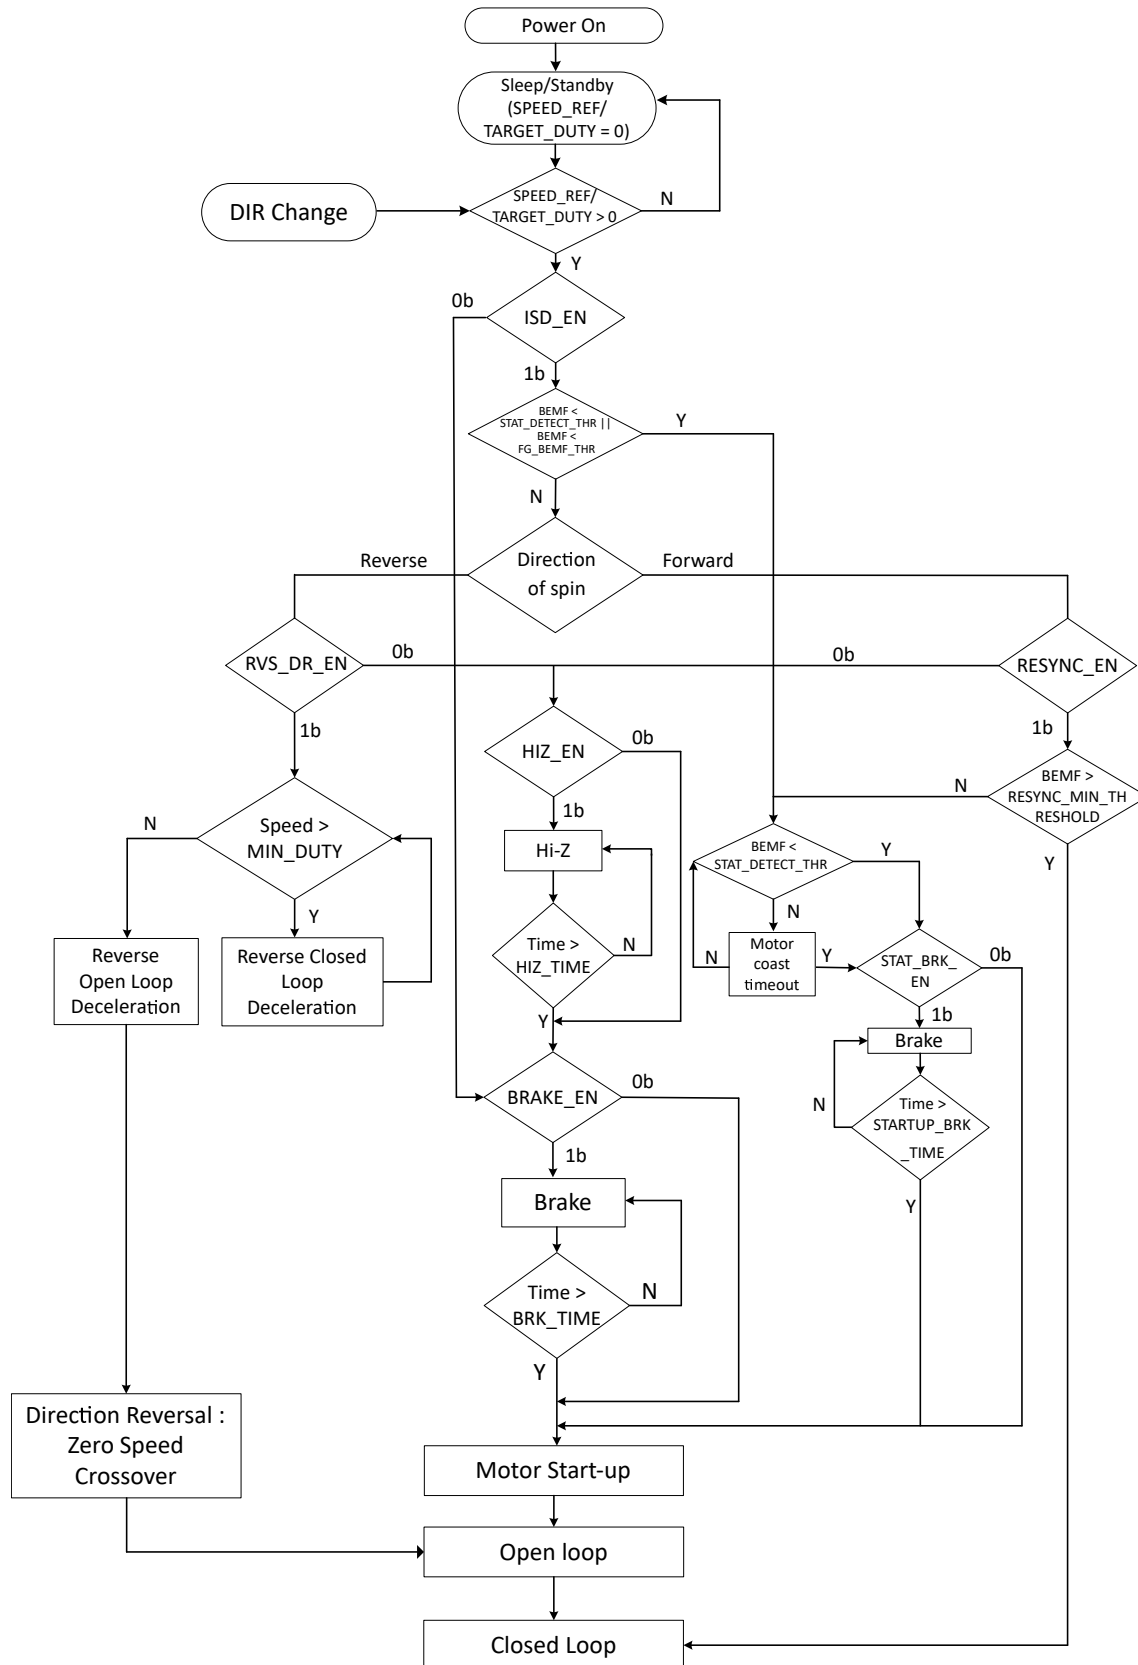 Power On
Sleep/Standby
(SPEED_REF/
TARGET_DUTY = 0)
DIR Change
SPEED_REF/
TARGET_DUTY > 0
N
Y
0b
ISD_EN
1b
BEMF <
STAT_DETECT_THR ||
BEMF <
FG_BEMF_THR
Y
N
Reverse
Direction
of spin
Forward
RVS_DR_EN
0b
0b
RESYNC_EN
1b
1b
HIZ_EN
0b
N
BEMF >
RESYNC_MIN_TH
RESHOLD
1b
N
Speed >
MIN_DUTY
Hi-Z
BEMF <
STAT_DETECT_THR
Y
Y
Y
N
Reverse
Open Loop
Deceleration
Reverse Closed
Loop
Deceleration
Time >
HIZ_TIME
N
N
Motor
coast
timeout
Y
STAT_BRK_
EN
0b
Y
1b
Brake
BRAKE_EN
0b
N
Time >
STARTUP_BRK
_TIME
1b
Brake
Y
Time >
BRK_TIME
N
Y
Direction Reversal :
Zero Speed
Crossover
Motor Start-up
Open loop
Closed Loop